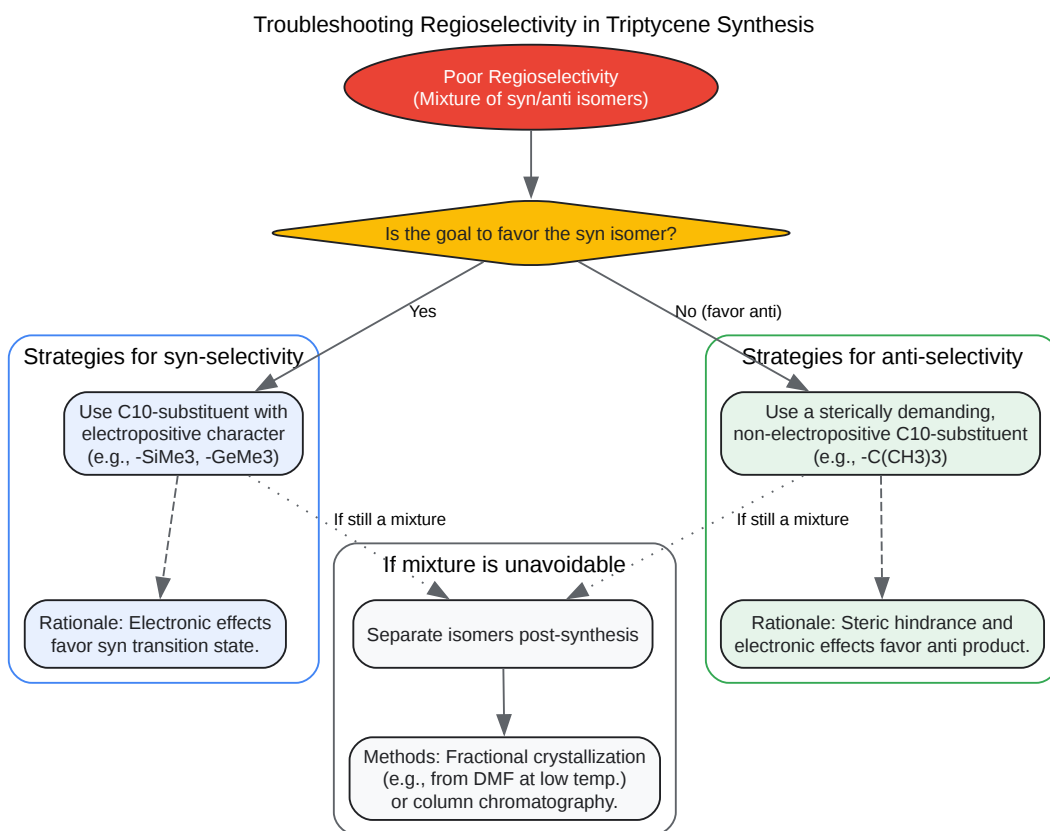 Troubleshooting Regioselectivity in Triptycene Synthesis
Poor Regioselectivity
(Mixture of syn/anti isomers)
Is the goal to favor the syn isomer?
Yes
No (favor anti)
Strategies for syn-selectivity
Use C10-substituent with
electropositive character
(e.g., -SiMe3, -GeMe3)
Strategies for anti-selectivity
Use a sterically demanding,
non-electropositive C10-substituent
(e.g., -C(CH3)3)
If still a mixture
If still a mixture
If mixture is unavoidable
Rationale: Electronic effects
favor syn transition state.
Separate isomers post-synthesis
Rationale: Steric hindrance and
electronic effects favor anti product.
Methods: Fractional crystallization
(e.g., from DMF at low temp.)
or column chromatography.